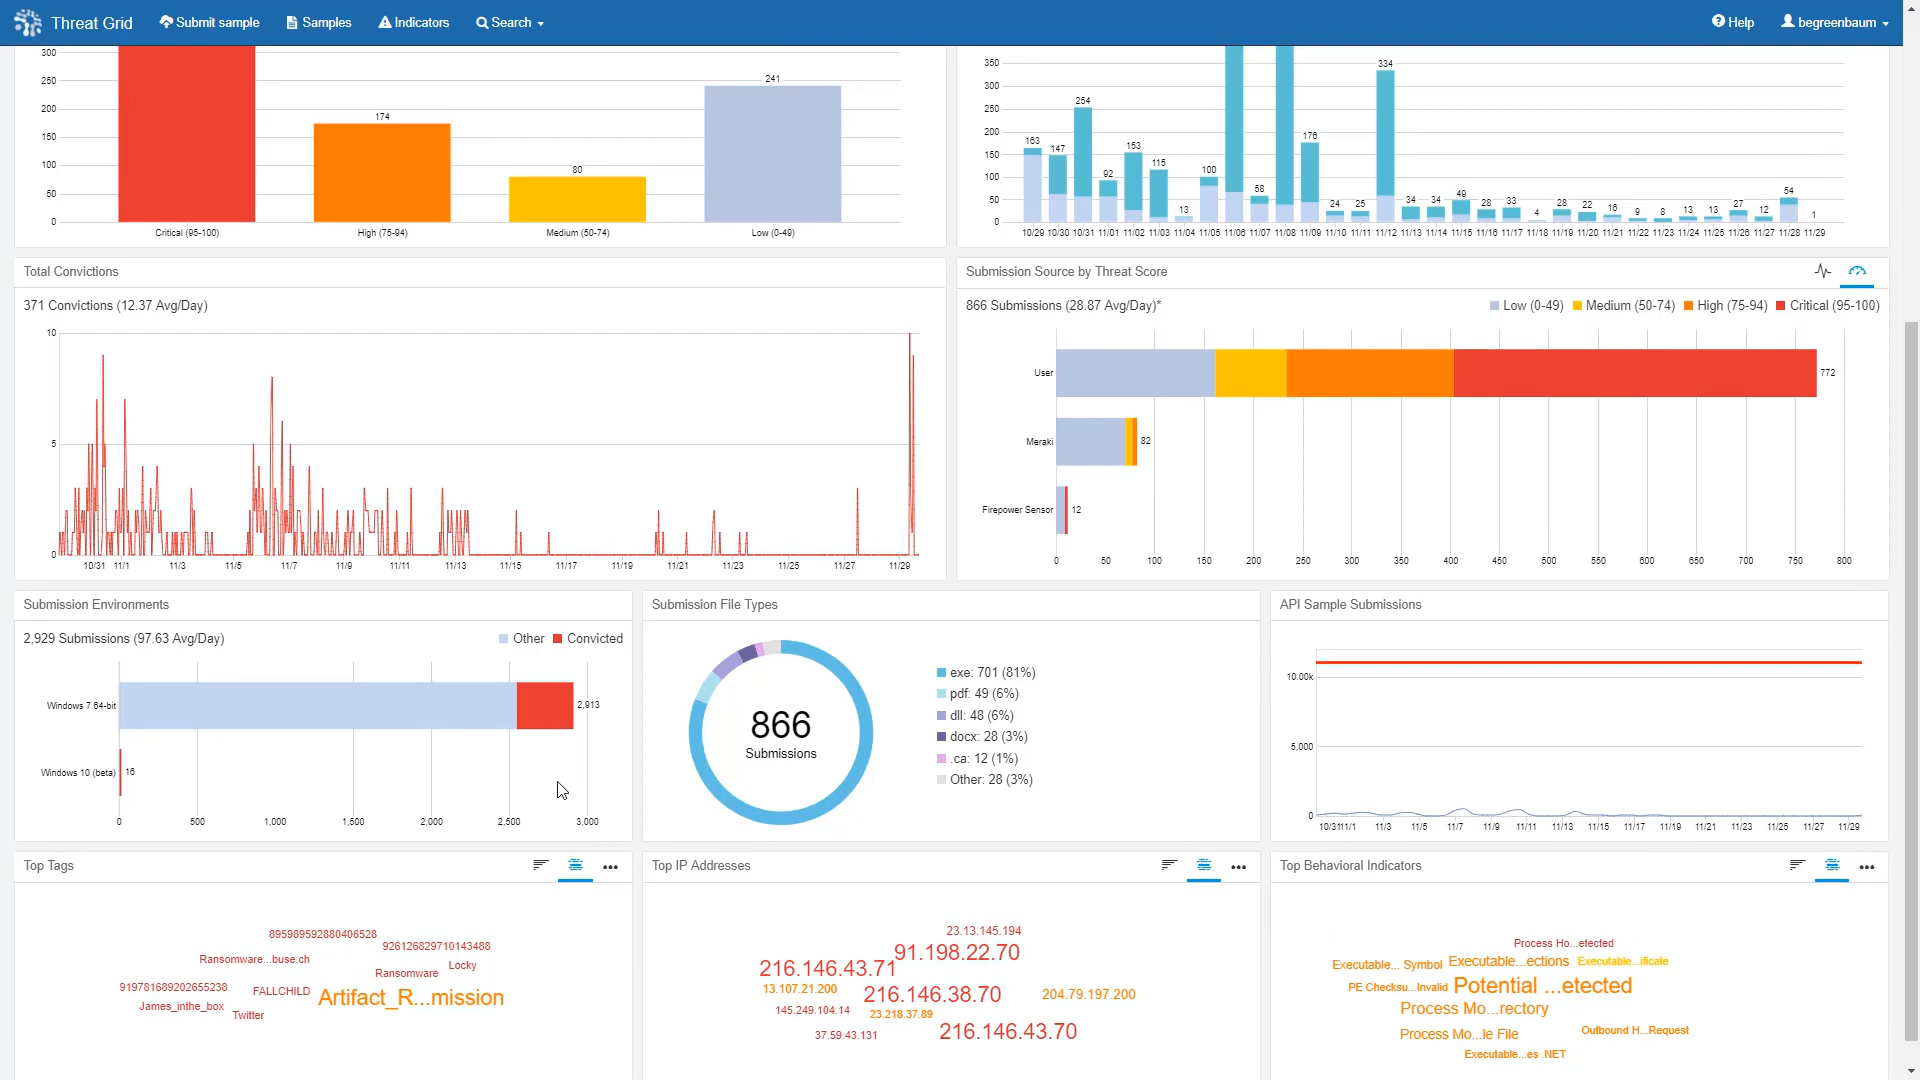 Threat Grid Submit sample Samples Indicators Search Help begreenbaum
300
250
200
150
100
50
0
174
80
241
Critical (95-100) High (75-94) Medium (50-74) Low (0-49)
350
300
250
200
150
100
50
0
163 147 254 92 153 115 13 100 58 176 24 25 334 34 34 49 28 33 4 28 22 16 9 8 13 13 27 12 54 1
10/29 10/30 10/31 11/01 11/02 11/03 11/04 11/05 11/06 11/07 11/08 11/09 11/10 11/11 11/12 11/13 11/14 11/15 11/16 11/17 11/18 11/19 11/20 11/21 11/22 11/23 11/24 11/25 11/26 11/27 11/28 11/29
Total Convictions
371 Convictions (12.37 Avg/Day)
10
5
0
10/31 11/1 11/3 11/5 11/7 11/9 11/11 11/13 11/15 11/17 11/19 11/21 11/23 11/25 11/27 11/29
Submission Source by Threat Score
866 Submissions (28.87 Avg/Day)* Low (0-49) Medium (50-74) High (75-94) Critical (95-100)
User 772
Meraki 82
Firepower Sensor 12
0 50 100 150 200 250 300 350 400 450 500 550 600 650 700 750 800
Submission Environments
2,929 Submissions (97.63 Avg/Day) Other Convicted
Windows 7 64-bit 2,913
Windows 10 (beta) 16
0 500 1,000 1,500 2,000 2,500 3,000
Submission File Types
866
Submissions
exe: 701 (81%)
pdf: 49 (6%)
dll: 48 (6%)
docx: 28 (3%)
.ca: 12 (1%)
Other: 28 (3%)
API Sample Submissions
10.00k
5,000
0
10/31 11/1 11/3 11/5 11/7 11/9 11/11 11/13 11/15 11/17 11/19 11/21 11/23 11/25 11/27 11/29
Top Tags
895989592880406528
926126829710143488
Ransomware...buse.ch
Locky
Ransomware
919781689202655238
FALLCHILD
Artifact_R...mission
James_inthe_box
Twitter
Top IP Addresses
23.13.145.194
91.198.22.70
216.146.43.71
13.107.21.200
216.146.38.70
204.79.197.200
145.249.104.14
23.218.37.89
216.146.43.70
37.59.43.131
Top Behavioral Indicators
Process Ho...etected
Executable... Symbol
Executable...ections
Executable...ificate
PE Checksu...Invalid
Potential ...etected
Process Mo...rectory
Process Mo...le File
Outbound H...Request
Executable...es .NET